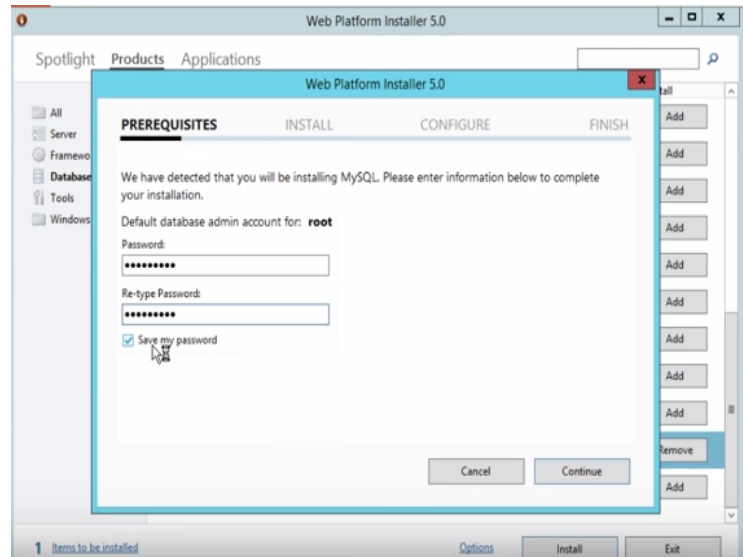 Web Platform Installer 5.0
Spotlight Products Applications
Web Platform Installer 5.0
PREREQUISITES INSTALL CONFIGURE FINISH
We have detected that you will be installing MySQL. Please enter information below to complete
your installation.
Default database admin account for: root
Password:
•••••••••
Re-type Password:
•••••••••
Save my password
Cancel Continue
All
Server
Framewo
Database
Tools
Windows
tall
Add
Add
Add
Add
Add
Add
Add
Add
Add
Remove
Add
1 Items to be installed Options Install Exit